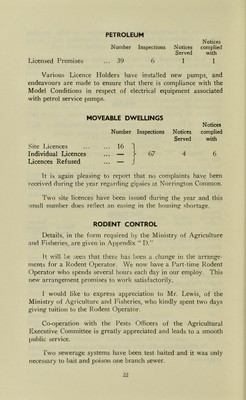 PETROLEUM
Number Inspections Notices Served Notices complied with
Licensed Premises ... 39 6 1 1
Various Licence Holders have installed new pumps, and
endeavours are made to ensure that there is compliance with the
Model Conditions in respect of electrical equipment associated
with petrol service pumps.
MOVEABLE DWELLINGS
Number Inspections Notices Served Notices complied with
Site Licences ... ... 16
Individual Licences ... — 67 4 6
Licences Refused ... —
It is again pleasing to report that no complaints have been
received during the year regarding gipsies at Norrington Common.
Two site licences have been issued during the year and this
small number does reflect an easing in the housing shortage.
RODENT CONTROL
Details, in the form required by the Ministry of Agriculture
and Fisheries, are given in Appendix " D."
It will be seen that there has been a change in the arrange-
ments for a Rodent Operator. We now have a Part-time Rodent
Operator who spends several hours each day in our employ. This
new arrangement promises to work satisfactorily.
I would like to express appreciation to Mr. Lewis, of the
Ministry of Agriculture and Fisheries, who kindly spent two days
giving tuition to the Rodent Operator.
Co-operation with the Pests Officers of the Agricultural
Executive Committee is greatly appreciated and leads to a smooth
public service.
Two sewerage systems have been test baited and it was only
necessary to bait and poison one branch sewer.
22